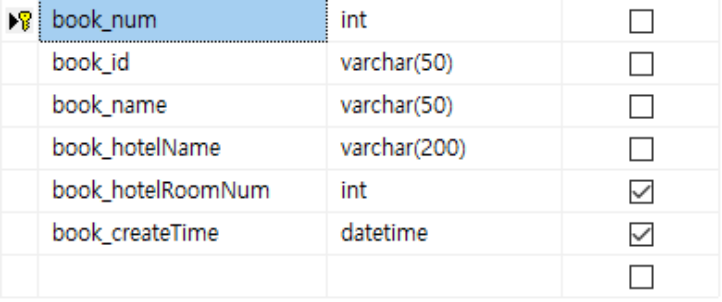 book_num int
book_id varchar(50)
book_name varchar(50)
book_hotelName varchar(200)
book_hotelRoomNum int
book_createTime datetime